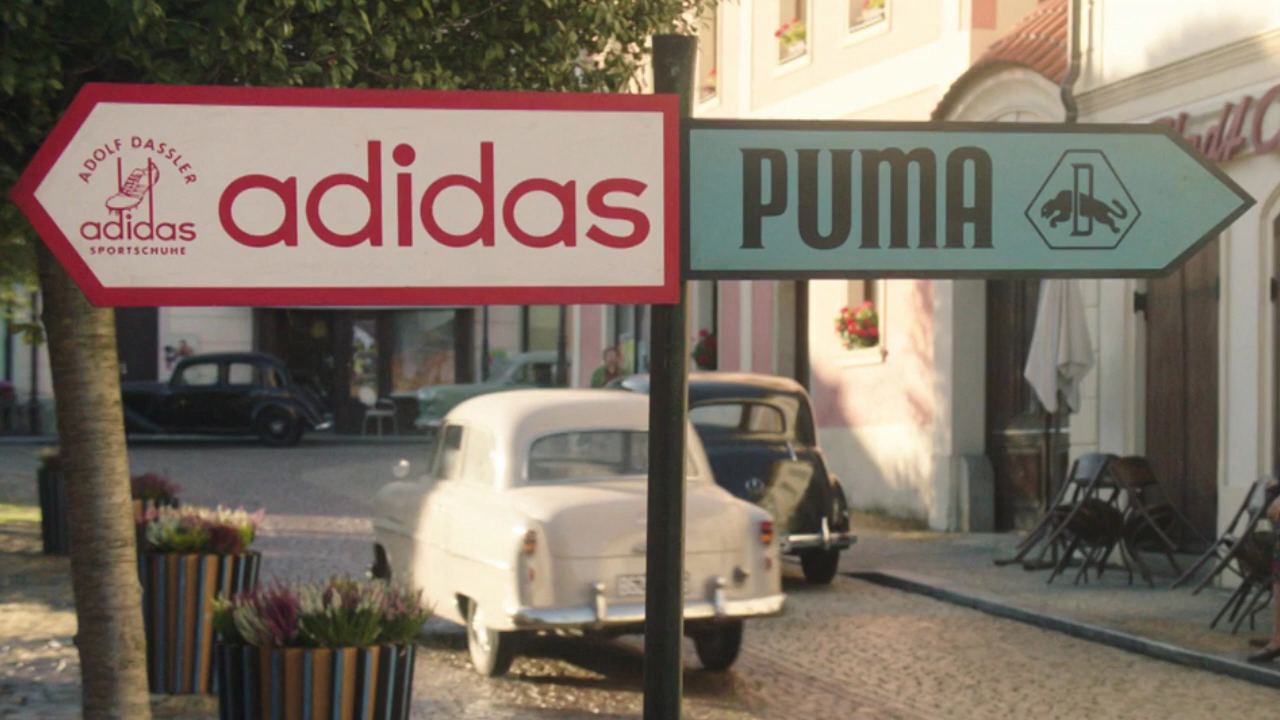 ADOLF DASSLER
adidas
SPORTSCHUHE
adidas
PUMA
D